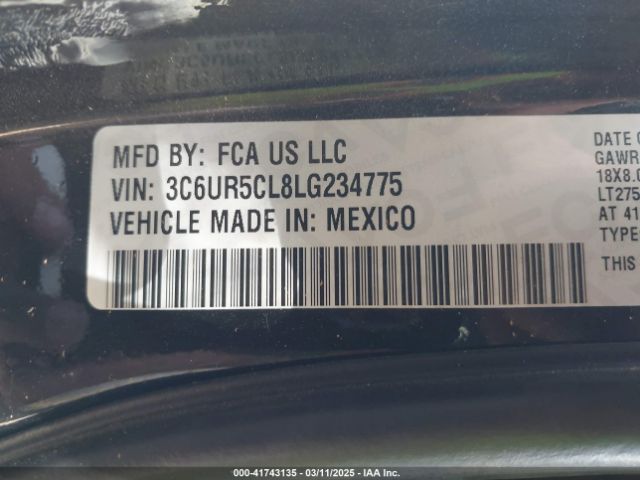 MFD BY: FCA US LLC
VIN: 3C6UR5CL8LG234775
VEHICLE MADE IN: MEXICO
DATE O
GAWR
18X8.0
LT275
AT 41
TYPE:
THIS
000-41743135 - 03/11/2025 - IAA, Inc.